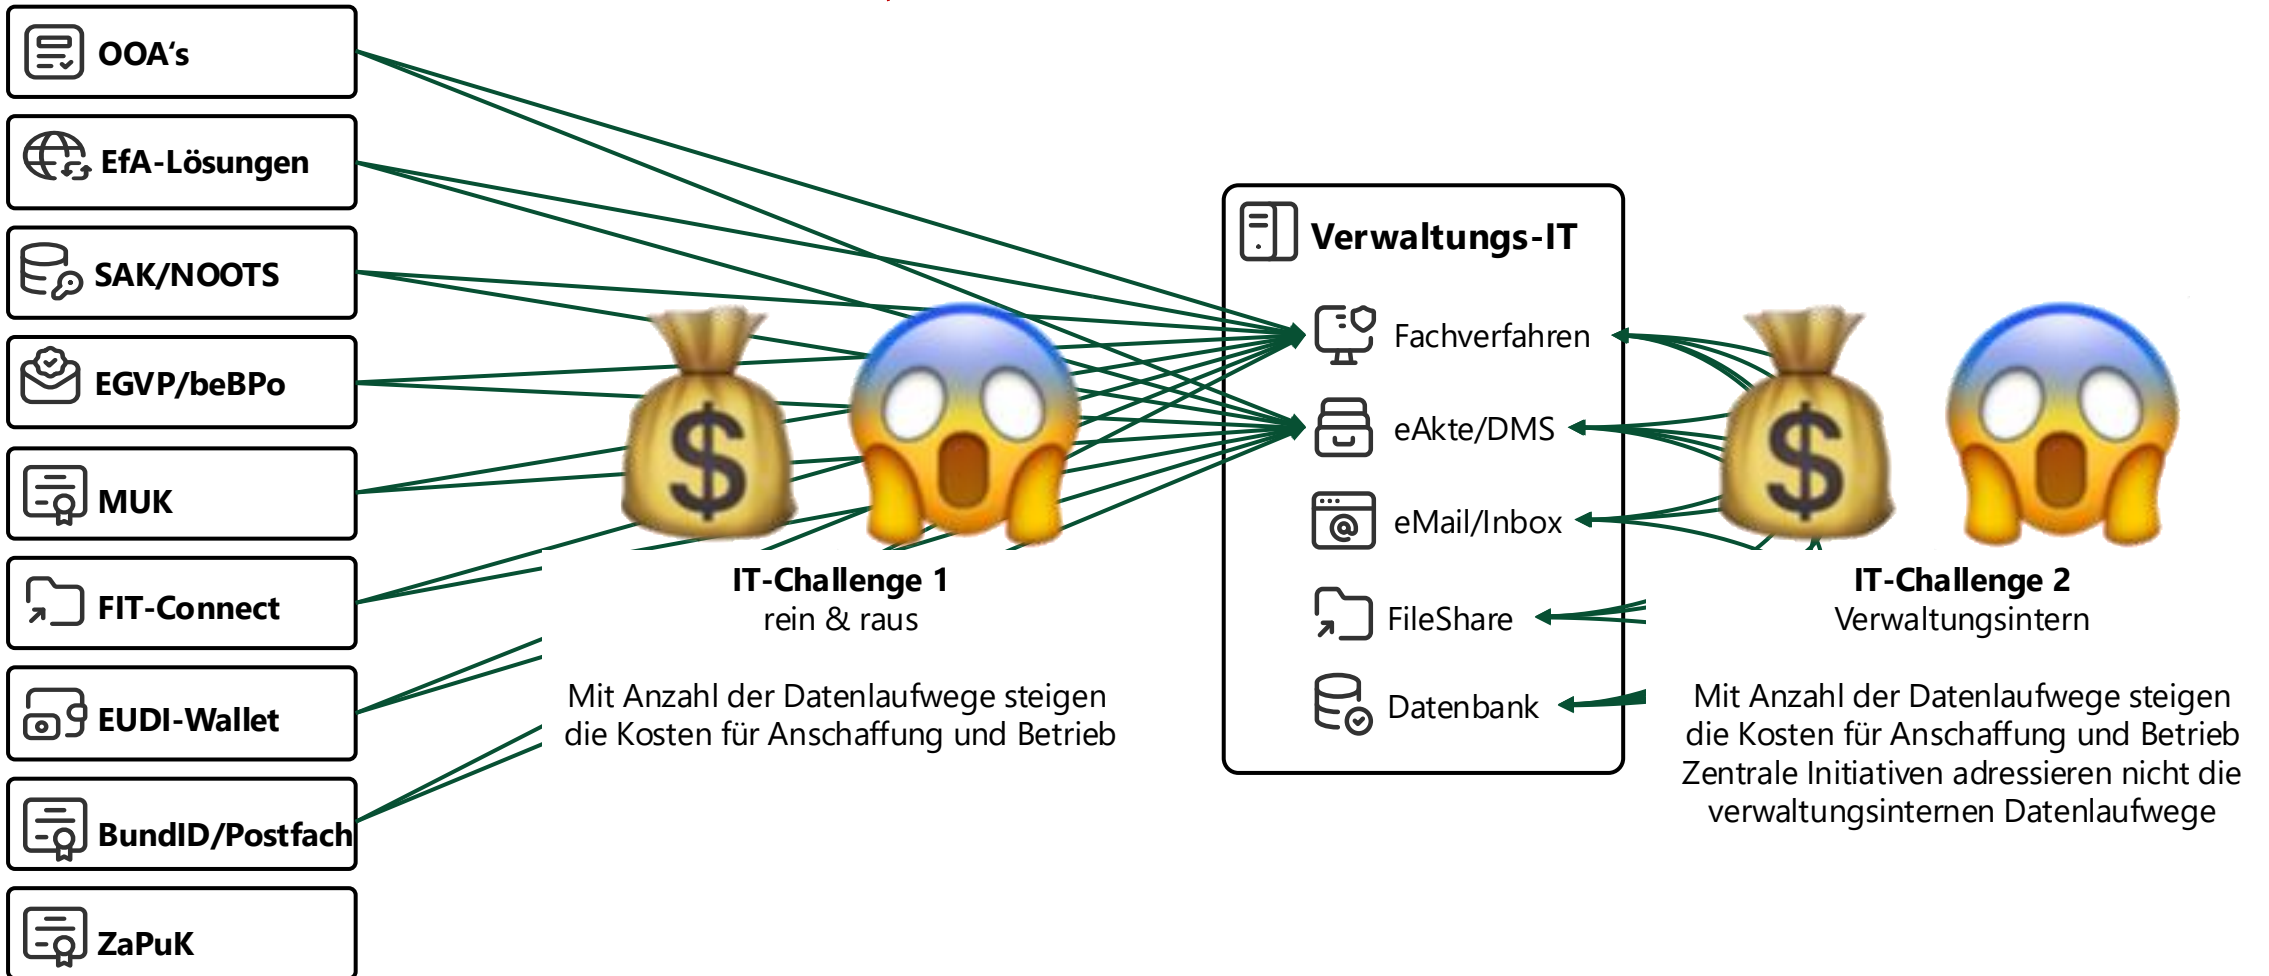 OOA‘s
EfA-Lösungen
SAK/NOOTS
EGVP/beBPo
MUK
FIT-Connect
EUDI-Wallet
BundID/Postfach
ZaPuK
$
IT-Challenge 1
rein & raus
Mit Anzahl der Datenlaufwege steigen
die Kosten für Anschaffung und Betrieb
Verwaltungs-IT
Fachverfahren
eAkte/DMS
eMail/Inbox
FileShare
Datenbank
$
IT-Challenge 2
Verwaltungsintern
Mit Anzahl der Datenlaufwege steigen
die Kosten für Anschaffung und Betrieb
Zentrale Initiativen adressieren nicht die
verwaltungsinternen Datenlaufwege